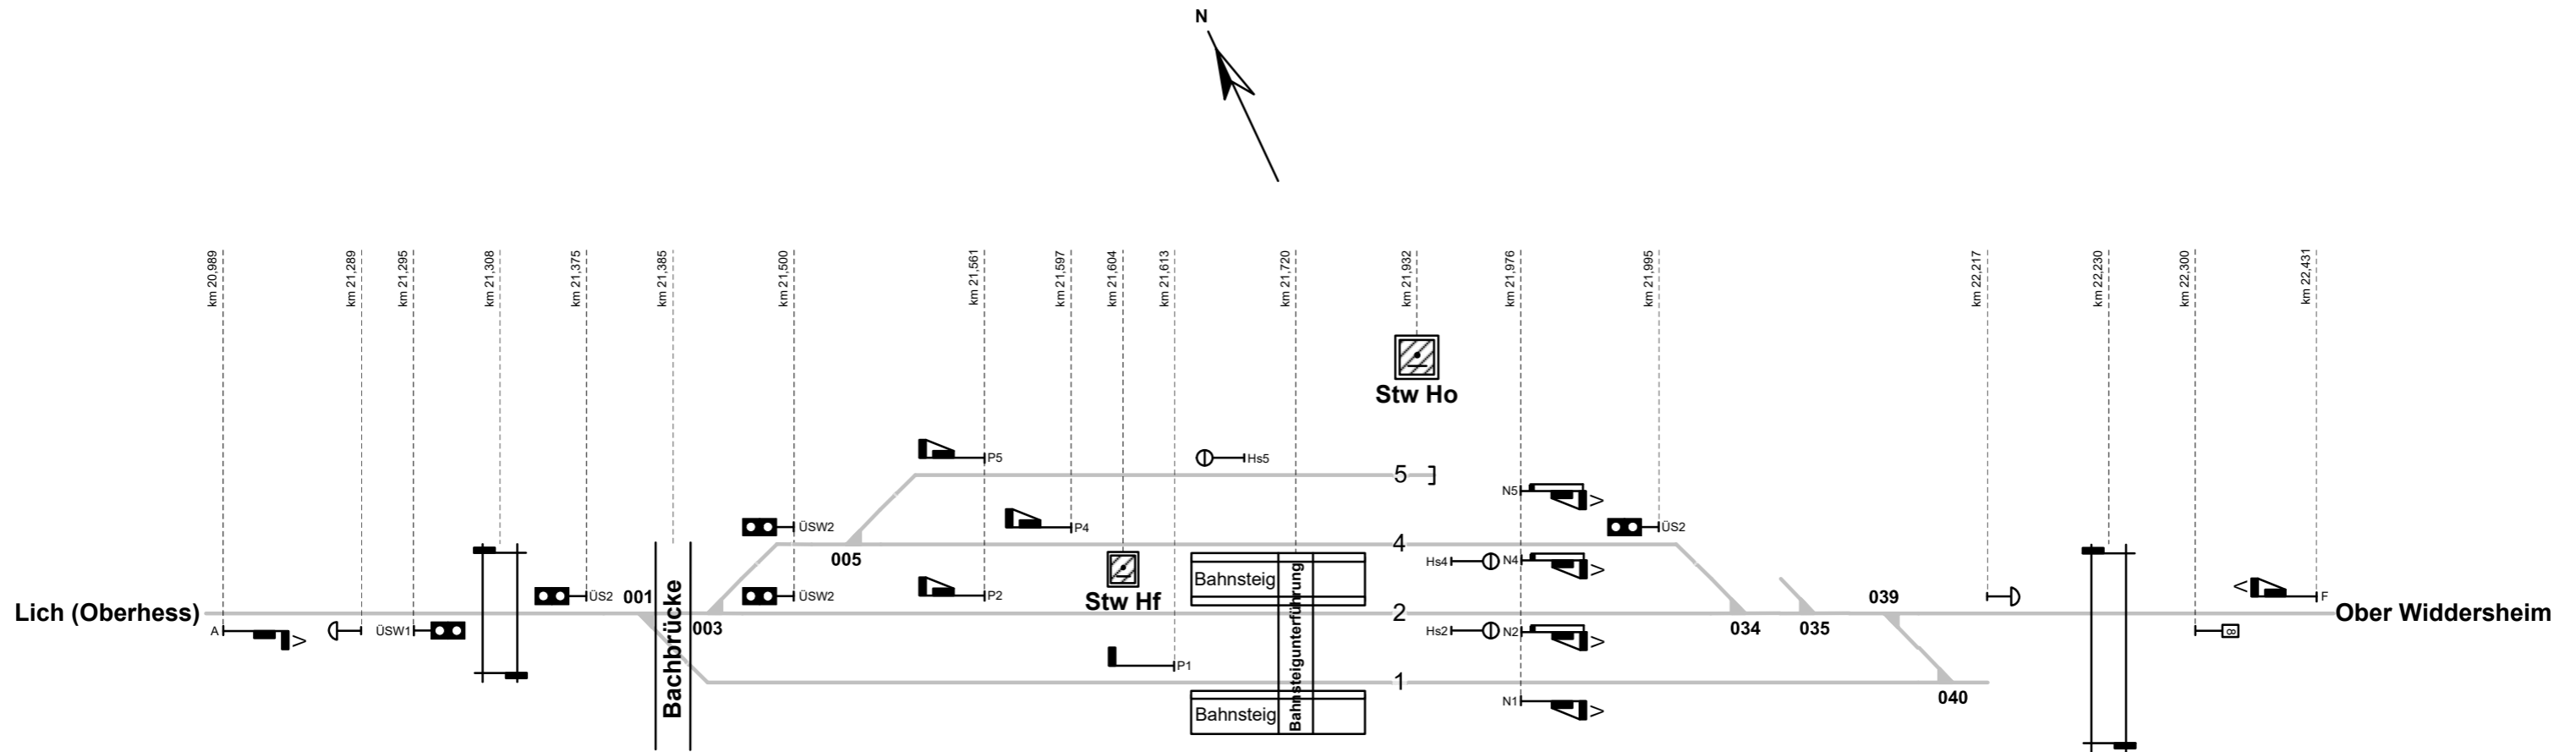 N
km 20,989
km 21,289
km 21,295
km 21,308
km 21,375
km 21,385
km 21,500
km 21,561
km 21,597
km 21,604
km 21,613
km 21,720
km 21,932
km 21,976
km 21,995
km 22,217
km 22,230
km 22,300
km 22,431
Stw Ho
P5
Hs5
5
N5
ÜSW2
P4
ÜS2
005
4
Hs4
N4
Bahnsteig
Bahnsteigunterführung
ÜS2
001
Bachbrücke
ÜSW2
P2
Stw Hf
039
F
Lich (Oberhess)
2
Ober Widdersheim
A
ÜSW1
003
Hs2
N2
034
035
8
P1
1
040
Bahnsteig
N1